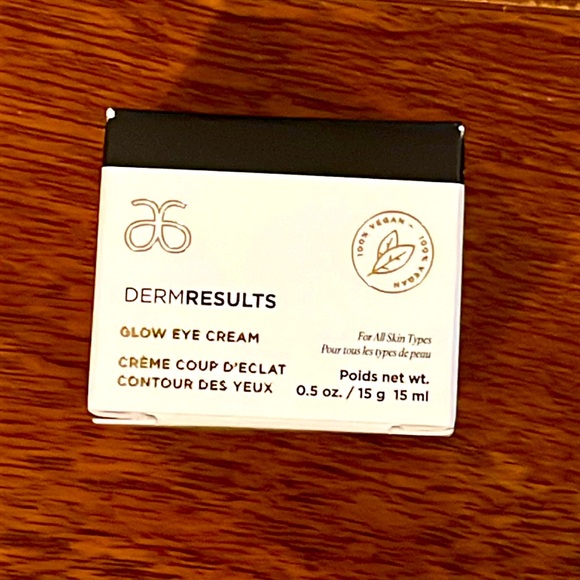 100% VEGAN - 100% VEGAN
DERMRESULTS
GLOW EYE CREAM
For All Skin Types
Pour tous les types de peau
CRÈME COUP D'ECLAT
CONTOUR DES YEUX
Poids net wt.
0.5 oz. / 15 g 15 ml